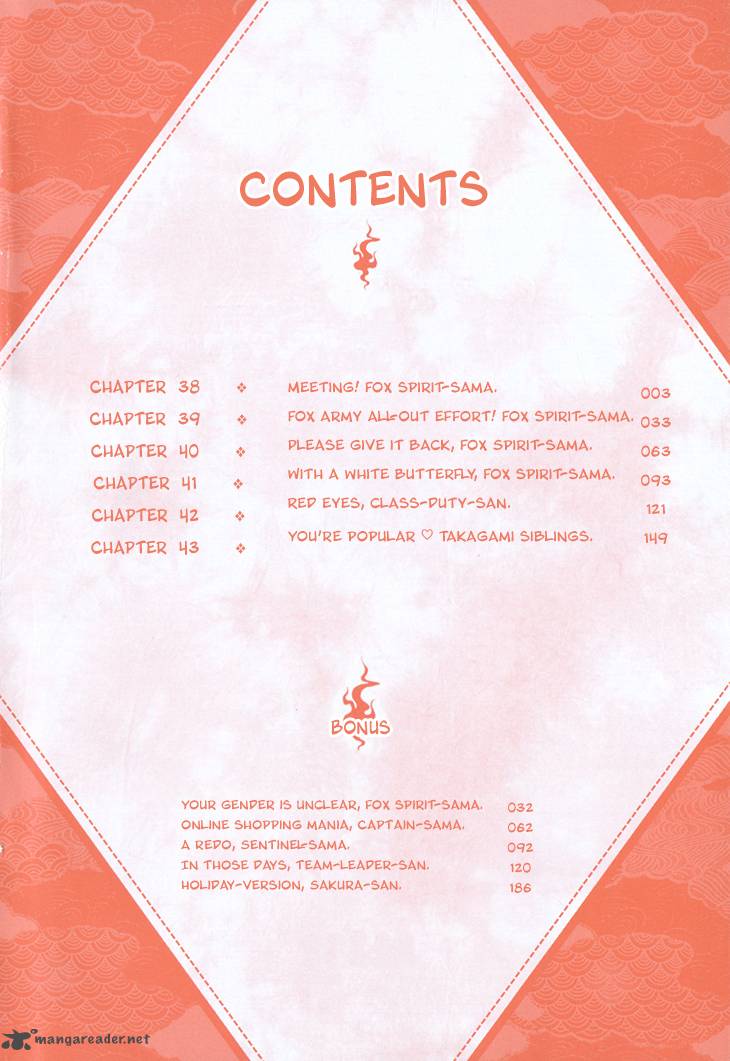 CONTENTS
CHAPTER 38 ❖ MEETING! FOX SPIRIT-SAMA. 003
CHAPTER 39 ❖ FOX ARMY ALL-OUT EFFORT! FOX SPIRIT-SAMA. 033
CHAPTER 40 ❖ PLEASE GIVE IT BACK, FOX SPIRIT-SAMA. 063
CHAPTER 41 ❖ WITH A WHITE BUTTERFLY, FOX SPIRIT-SAMA. 093
CHAPTER 42 ❖ RED EYES, CLASS-DUTY-SAN. 121
CHAPTER 43 ❖ YOU'RE POPULAR ♡ TAKAGAMI SIBLINGS. 149
BONUS
YOUR GENDER IS UNCLEAR, FOX SPIRIT-SAMA. 032
ONLINE SHOPPING MANIA, CAPTAIN-SAMA. 062
A REDO, SENTINEL-SAMA. 092
IN THOSE DAYS, TEAM-LEADER-SAN. 120
HOLIDAY-VERSION, SAKURA-SAN. 186
mangareader.net